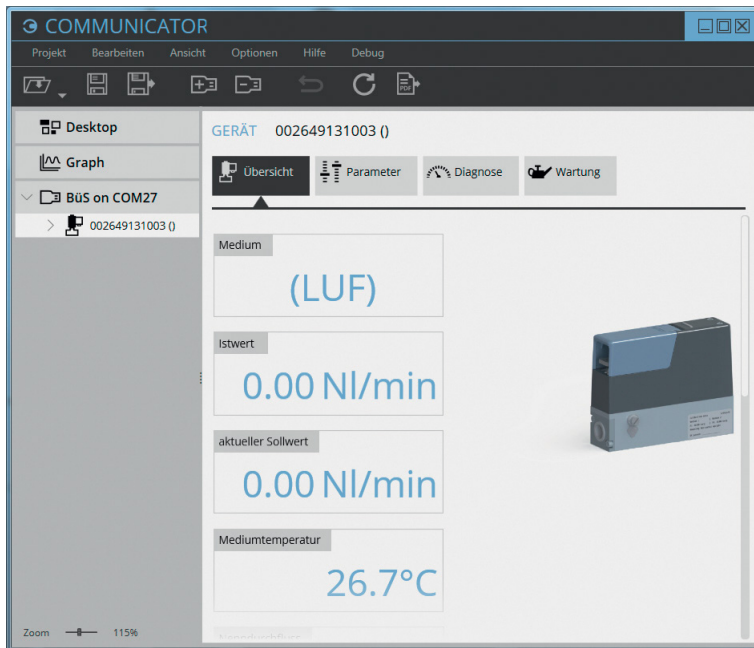 COMMUNICATOR
Projekt Bearbeiten Ansicht Optionen Hilfe Debug
PDF
Desktop
Graph
BüS on COM27
002649131003 ()
GERÄT 002649131003 ()
Übersicht Parameter Diagnose Wartung
Medium
(LUF)
Istwert
0.00 Nl/min
aktueller Sollwert
0.00 Nl/min
Mediumtemperatur
26.7°C
Zoom 115%